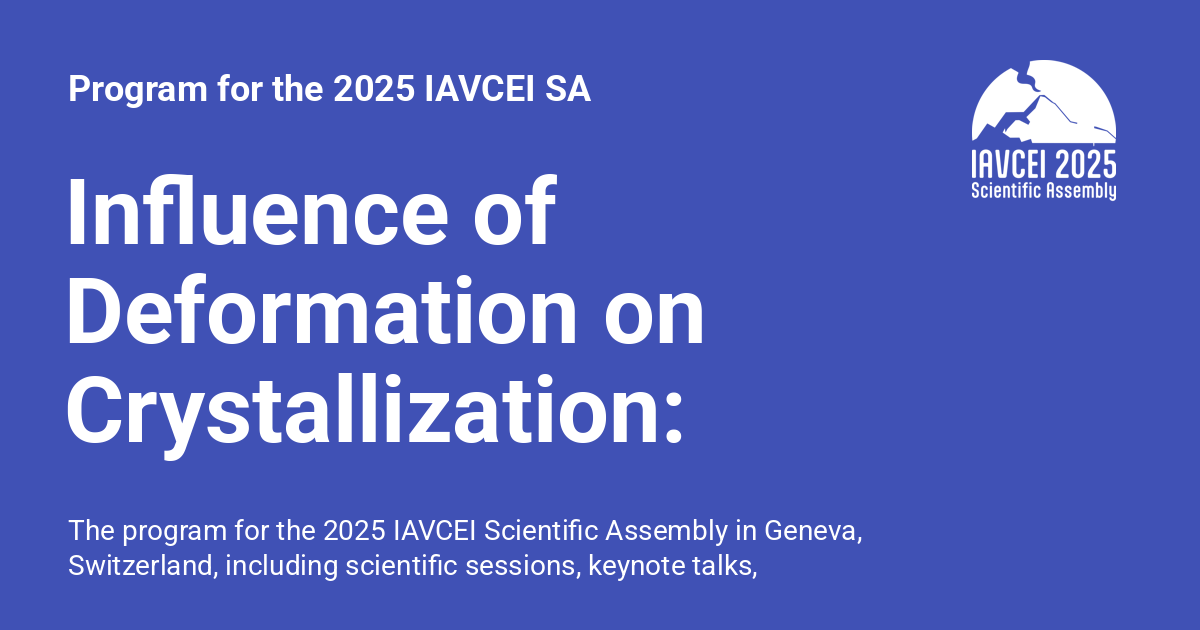 Program for the 2025 IAVCEI SA
IAVCEI 2025
Scientific Assembly
Influence of
Deformation on
Crystallization:
The program for the 2025 IAVCEI Scientific Assembly in Geneva,
Switzerland, including scientific sessions, keynote talks,